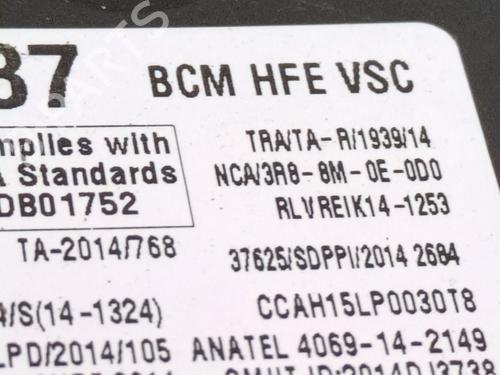 37 BCM HFE VSC
mplies with
TRA/TA-R/1939/14
Standards
NCA/3R8-8M-0E-0D0
DB01752
RLVREIK14-1253
TA-2014/768
37625/SDPPI/2014 2684
/S(14-1324)
CCAH15LP0030T8
LPD/2014/105
ANATEL 4069-14-2149